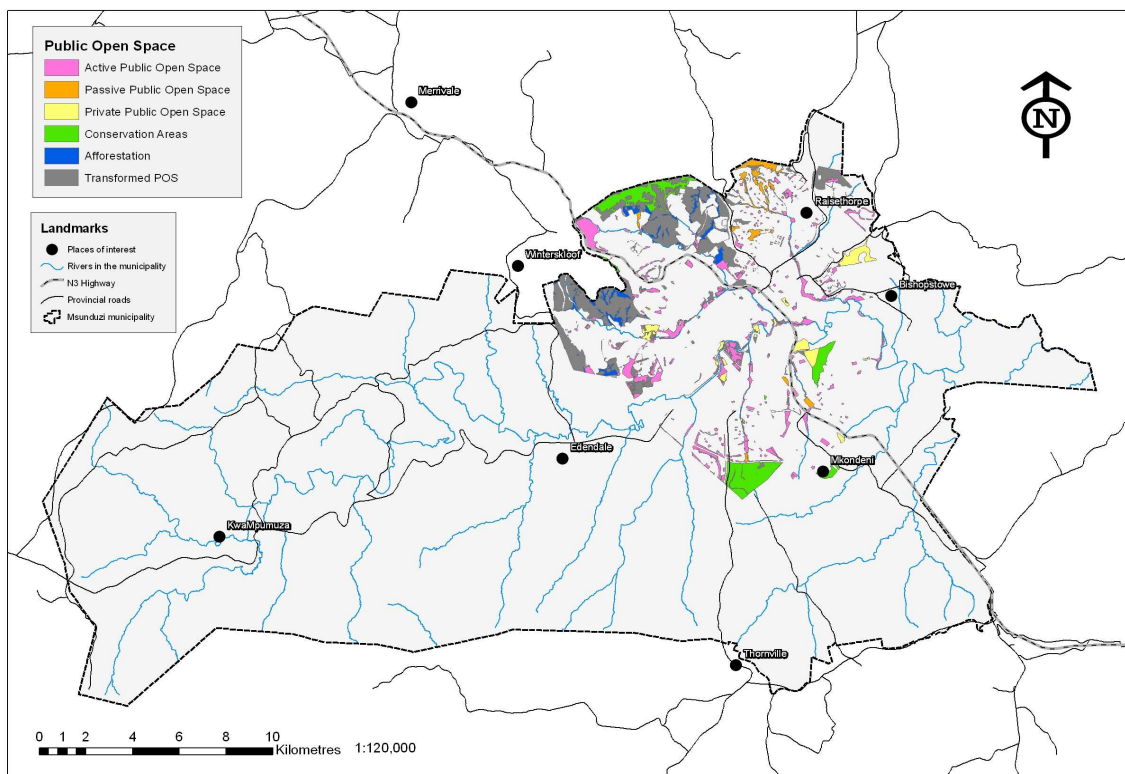 Public Open Space
Active Public Open Space
Passive Public Open Space
Private Public Open Space
Conservation Areas
Afforestation
Transformed POS
Landmarks
Places of interest
Rivers in the municipality
N3 Highway
Provincial roads
Msunduzi municipality
Merrivale
N
Raisethorpe
Winterskloof
Bishopstowe
Edendale
Mkondeni
KwaMpumuza
Thornville
0 1 2 4 6 8 10
Kilometres 1:120,000